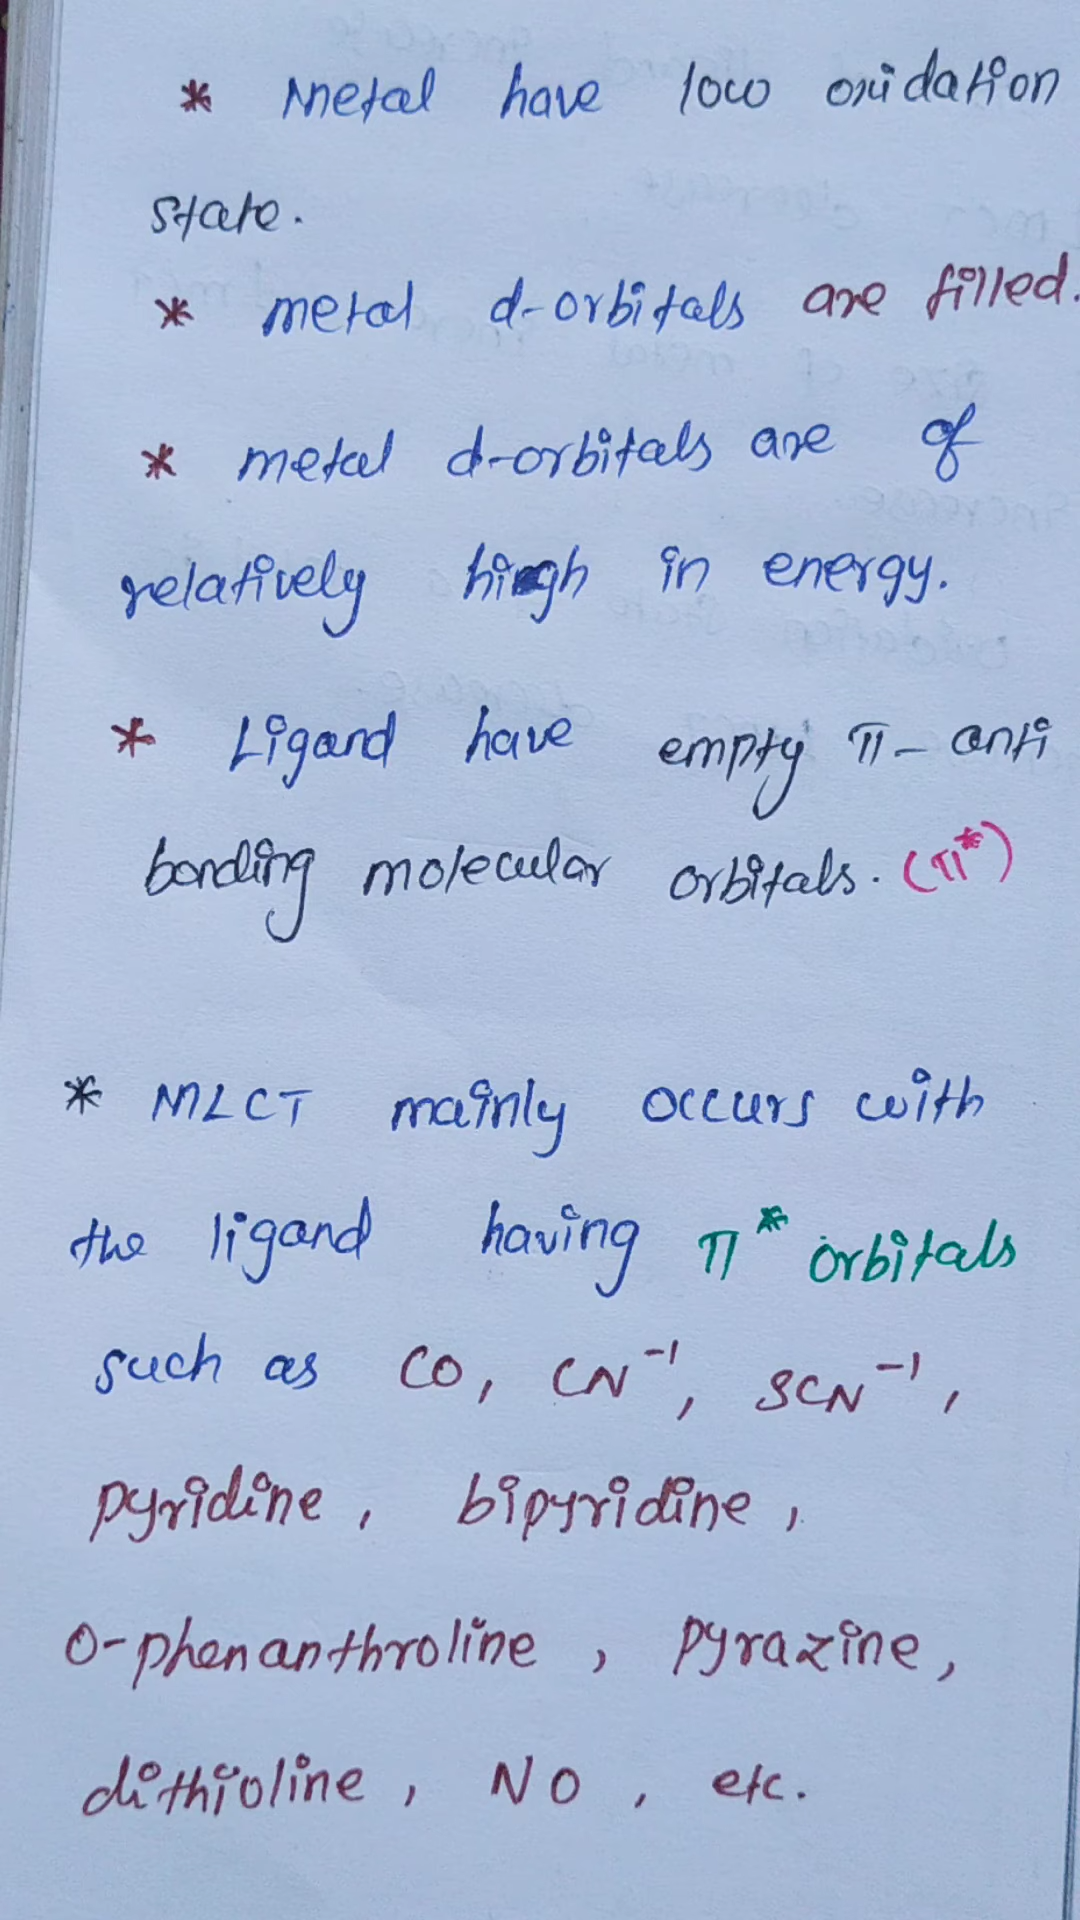 * Metal have low oxidation
state.
* metal d-orbitals are filled.
* metal d-orbitals are of
relatively high in energy.
* Ligand have empty π- anti
bonding molecular orbitals. (π*)
* MLCT mainly occurs with
the ligand having π* orbitals
such as CO, CN⁻¹, SCN⁻¹,
pyridine, bipyridine,
O-phenanthroline, pyrazine,
dithioline, NO, etc.